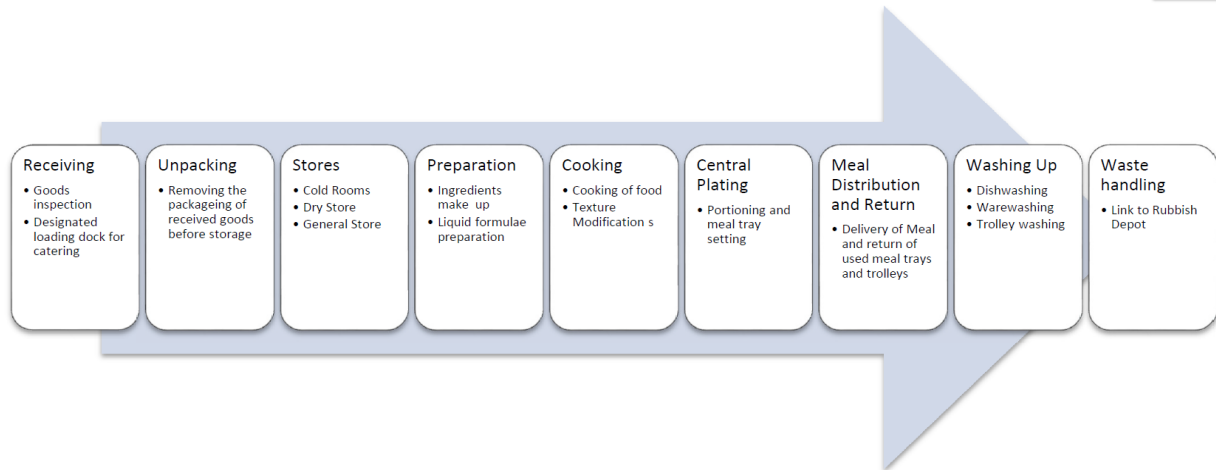 Receiving
• Goods
inspection
• Designated
loading dock for
catering
Unpacking
• Removing the
packageing of
received goods
before storage
Stores
• Cold Rooms
• Dry Store
• General Store
Preparation
• Ingredients
make up
• Liquid formulae
preparation
Cooking
• Cooking of food
• Texture
Modification s
Central
Plating
• Portioning and
meal tray
setting
Meal
Distribution
and Return
• Delivery of Meal
and return of
used meal trays
and trolleys
Washing Up
• Dishwashing
• Warewashing
• Trolley washing
Waste
handling
• Link to Rubbish
Depot